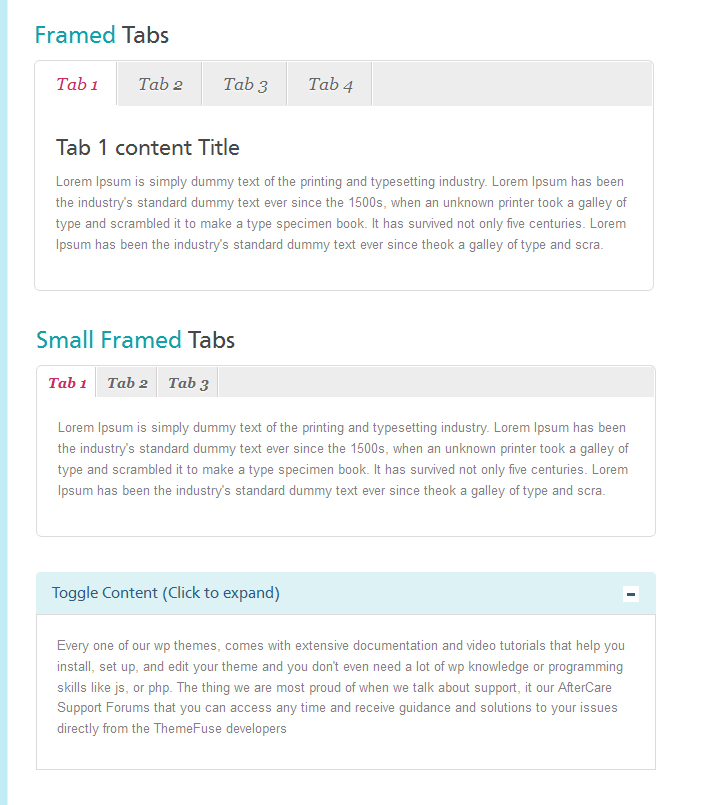 Framed Tabs
Tab 1 Tab 2 Tab 3 Tab 4
Tab 1 content Title
Lorem Ipsum is simply dummy text of the printing and typesetting industry. Lorem Ipsum has been
the industry's standard dummy text ever since the 1500s, when an unknown printer took a galley of
type and scrambled it to make a type specimen book. It has survived not only five centuries. Lorem
Ipsum has been the industry's standard dummy text ever since theok a galley of type and scra.
Small Framed Tabs
Tab 1 Tab 2 Tab 3
Lorem Ipsum is simply dummy text of the printing and typesetting industry. Lorem Ipsum has been
the industry's standard dummy text ever since the 1500s, when an unknown printer took a galley of
type and scrambled it to make a type specimen book. It has survived not only five centuries. Lorem
Ipsum has been the industry's standard dummy text ever since theok a galley of type and scra.
Toggle Content (Click to expand)
Every one of our wp themes, comes with extensive documentation and video tutorials that help you
install, set up, and edit your theme and you don't even need a lot of wp knowledge or programming
skills like js, or php. The thing we are most proud of when we talk about support, it our AfterCare
Support Forums that you can access any time and receive guidance and solutions to your issues
directly from the ThemeFuse developers